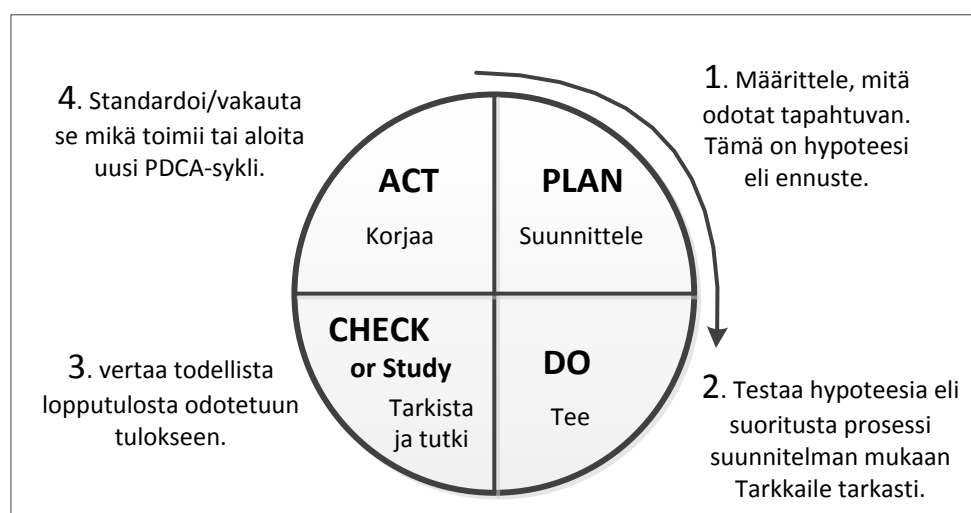 1. Määrittele, mitä
odotat tapahtuvan.
Tämä on hypoteesi
eli ennuste.
4. Standardoi/vakauta
se mikä toimii tai aloita
uusi PDCA-sykli.
ACT
Korjaa
PLAN
Suunnittele
CHECK
or Study
Tarkista
ja tutki
DO
Tee
3. vertaa todellista
lopputulosta odotetuun
tulokseen.
2. Testaa hypoteesia eli
suoritusta prosessi
suunnitelman mukaan
Tarkkaile tarkasti.